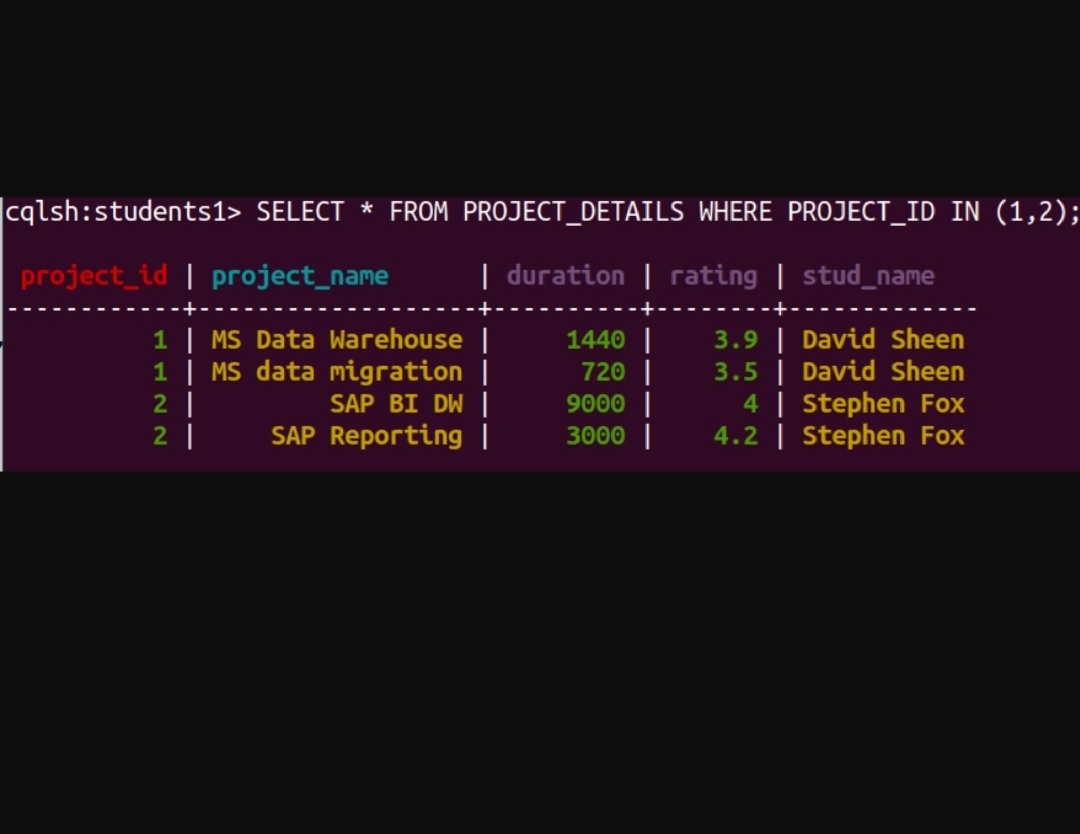 cqlsh:students1> SELECT * FROM PROJECT_DETAILS WHERE PROJECT_ID IN (1,2);
 project_id | project_name      | duration | rating | stud_name
------------+-------------------+----------+--------+-------------
          1 | MS Data Warehouse |     1440 |    3.9 | David Sheen
          1 | MS data migration |      720 |    3.5 | David Sheen
          2 |         SAP BI DW |     9000 |      4 | Stephen Fox
          2 |     SAP Reporting |     3000 |    4.2 | Stephen Fox